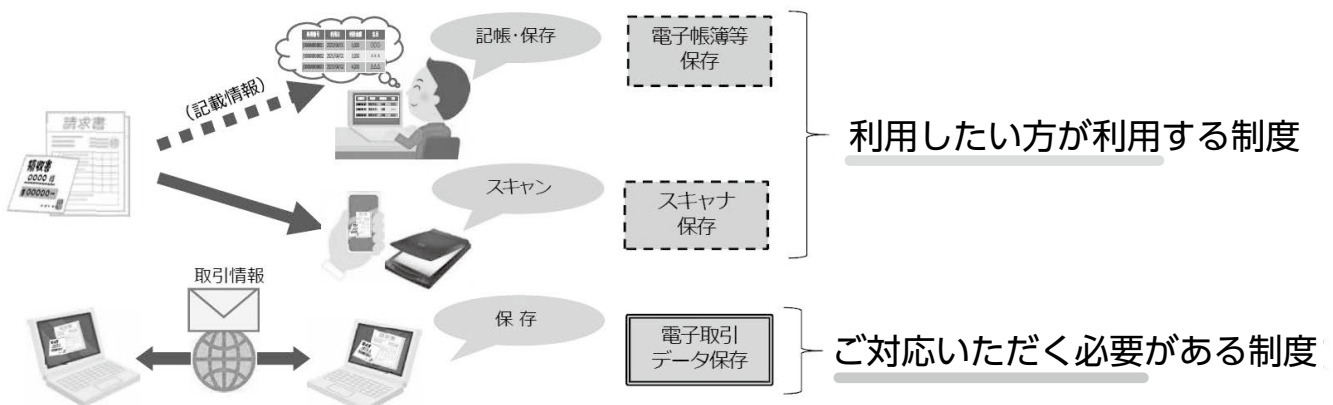 記帳・保存
電子帳簿等
保存
(記載情報)
請求書
領収書
利用したい方が利用する制度
スキャン
スキャナ
保存
取引情報
保存
電子取引
データ保存
ご対応いただく必要がある制度